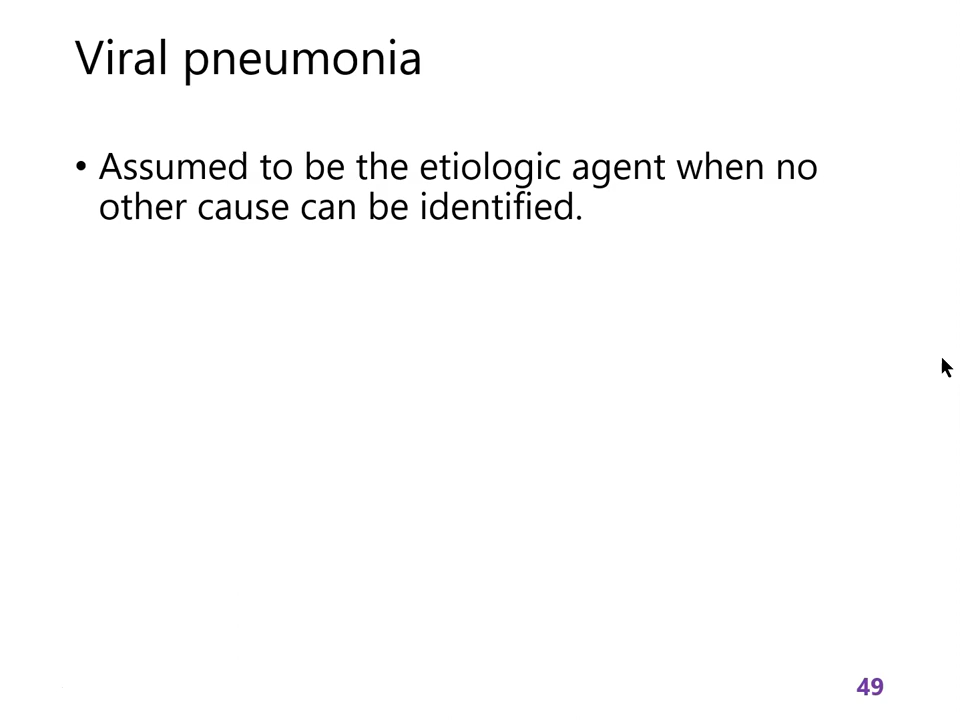 Viral pneumonia
• Assumed to be the etiologic agent when no
other cause can be identified.
49